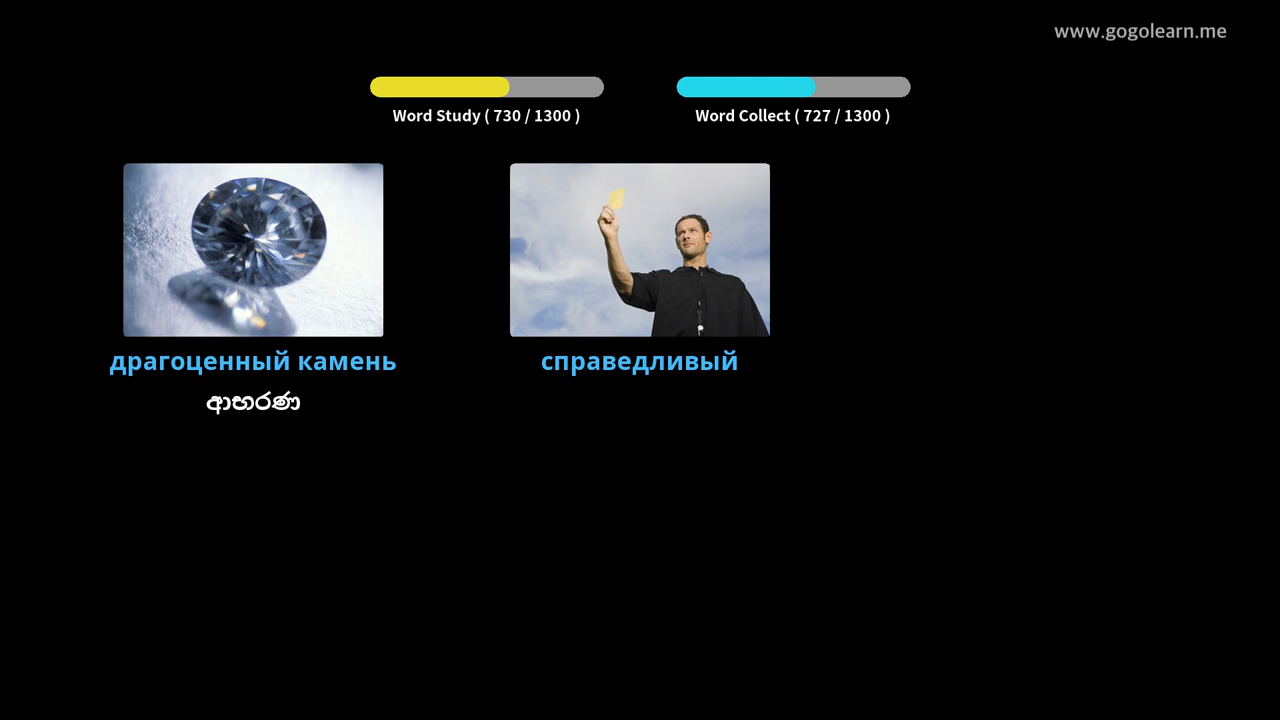 www.gogolearn.me
Word Study ( 730 / 1300 )
Word Collect ( 727 / 1300 )
драгоценный камень
справедливый
ආභරණ